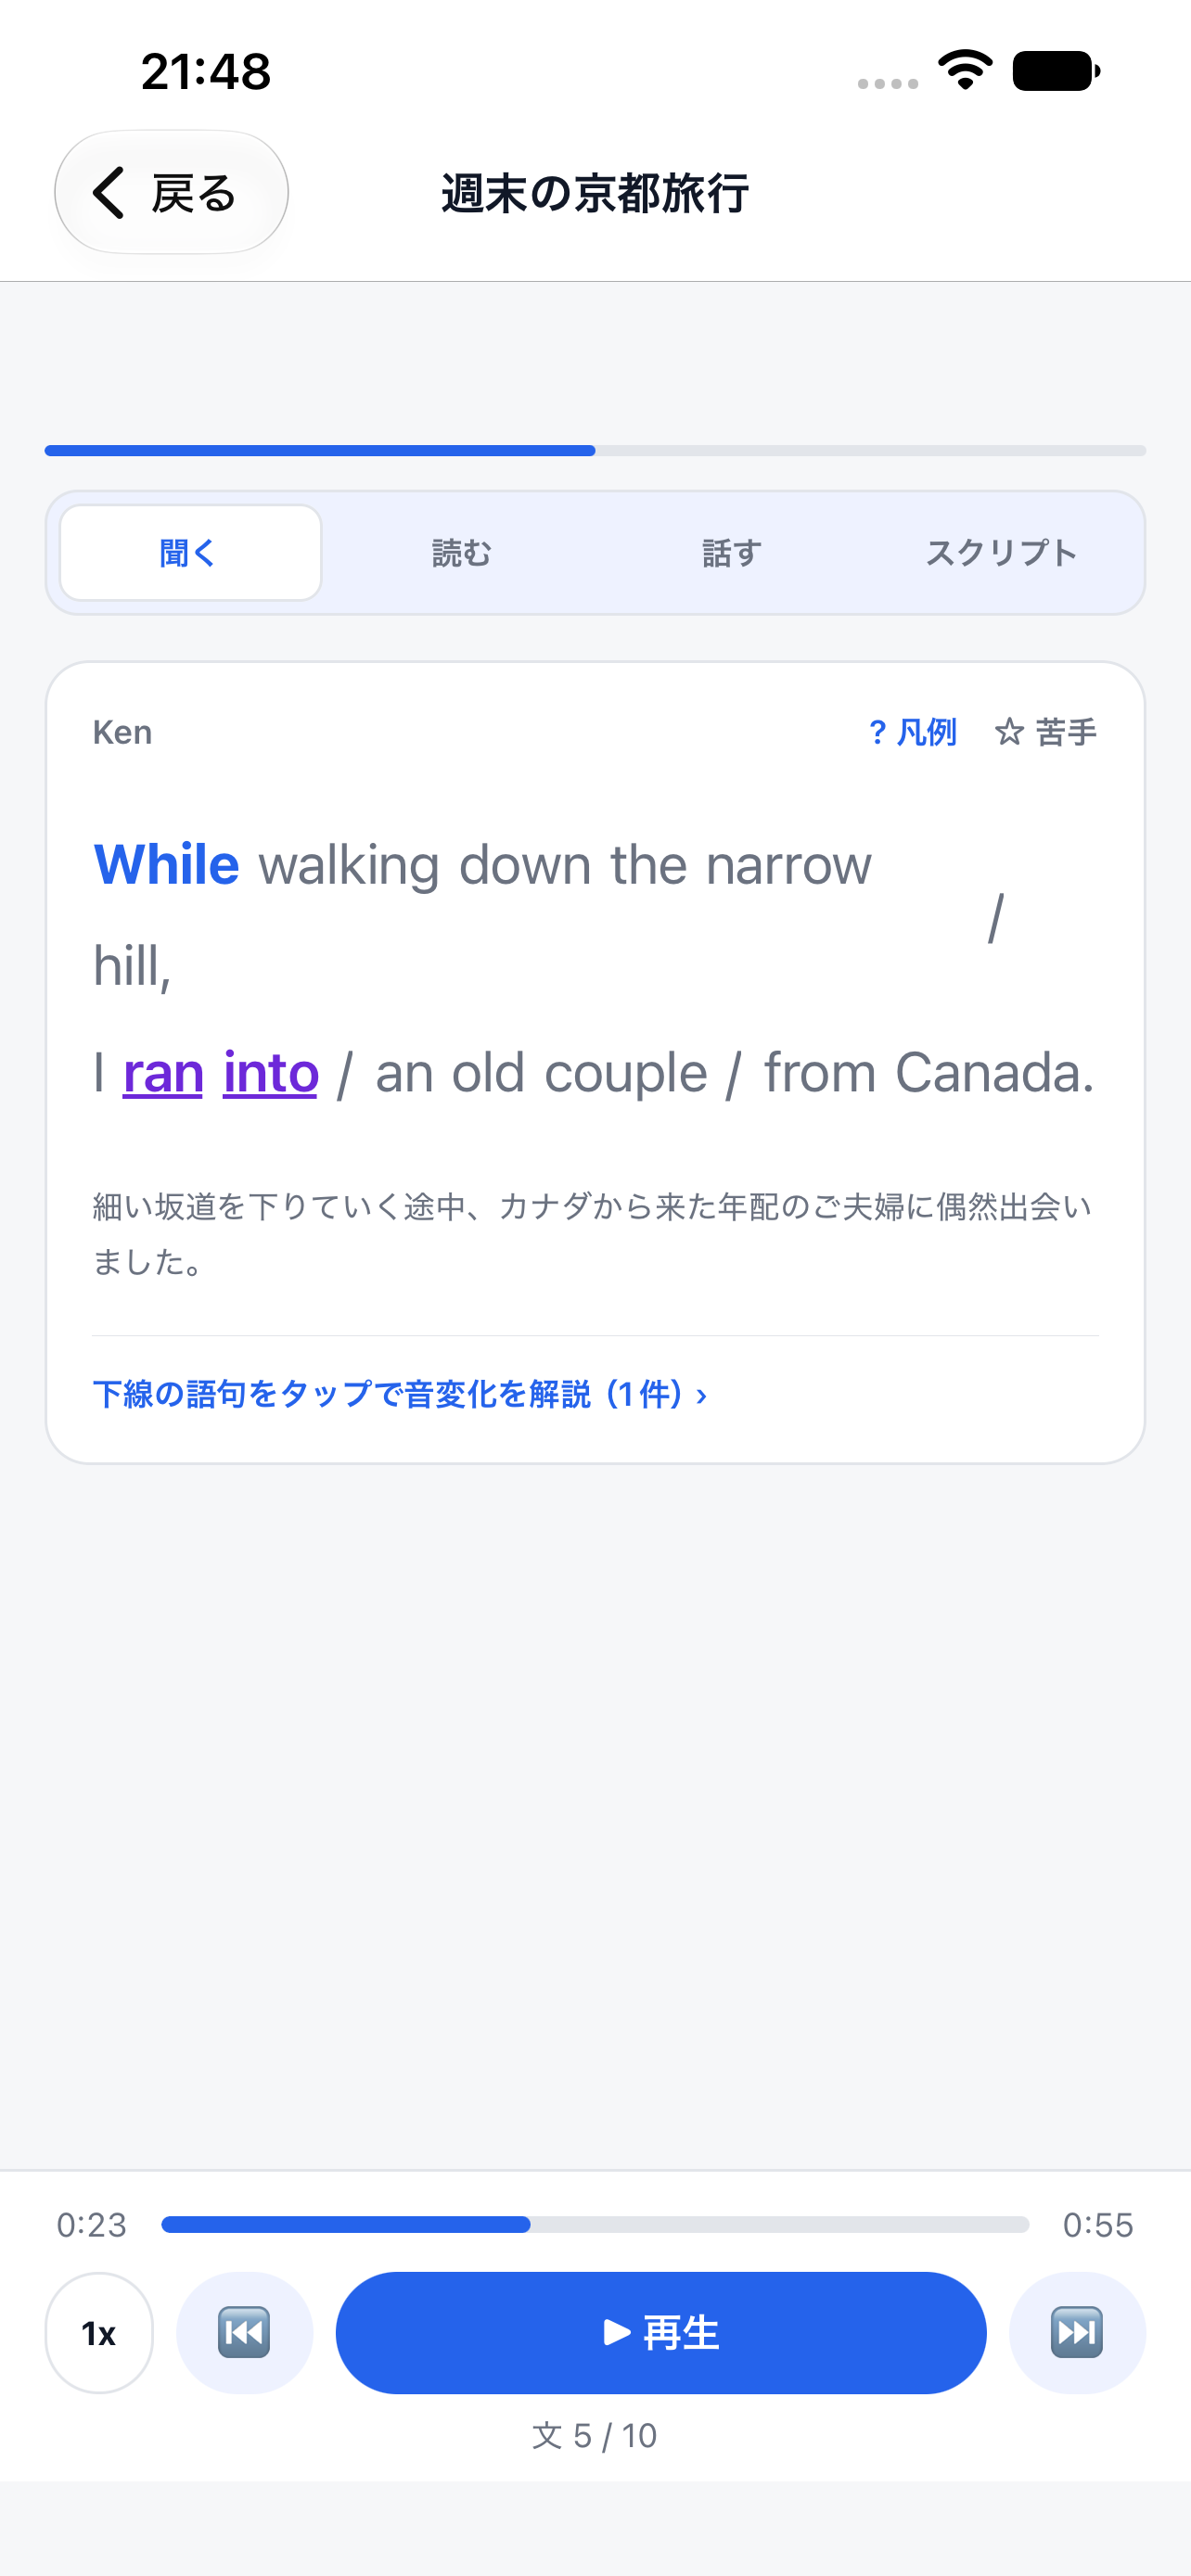 21:48
戻る
週末の京都旅行
聞く 読む 話す スクリプト
Ken ? 凡例 ☆ 苦手
While walking down the narrow
hill, /
I ran into / an old couple / from Canada.
細い坂道を下りていく途中、カナダから来た年配のご夫婦に偶然出会い
ました。
下線の語句をタップで音変化を解説（1 件）›
0:23 0:55
1x ⏮ ▶ 再生 ⏭
文 5 / 10